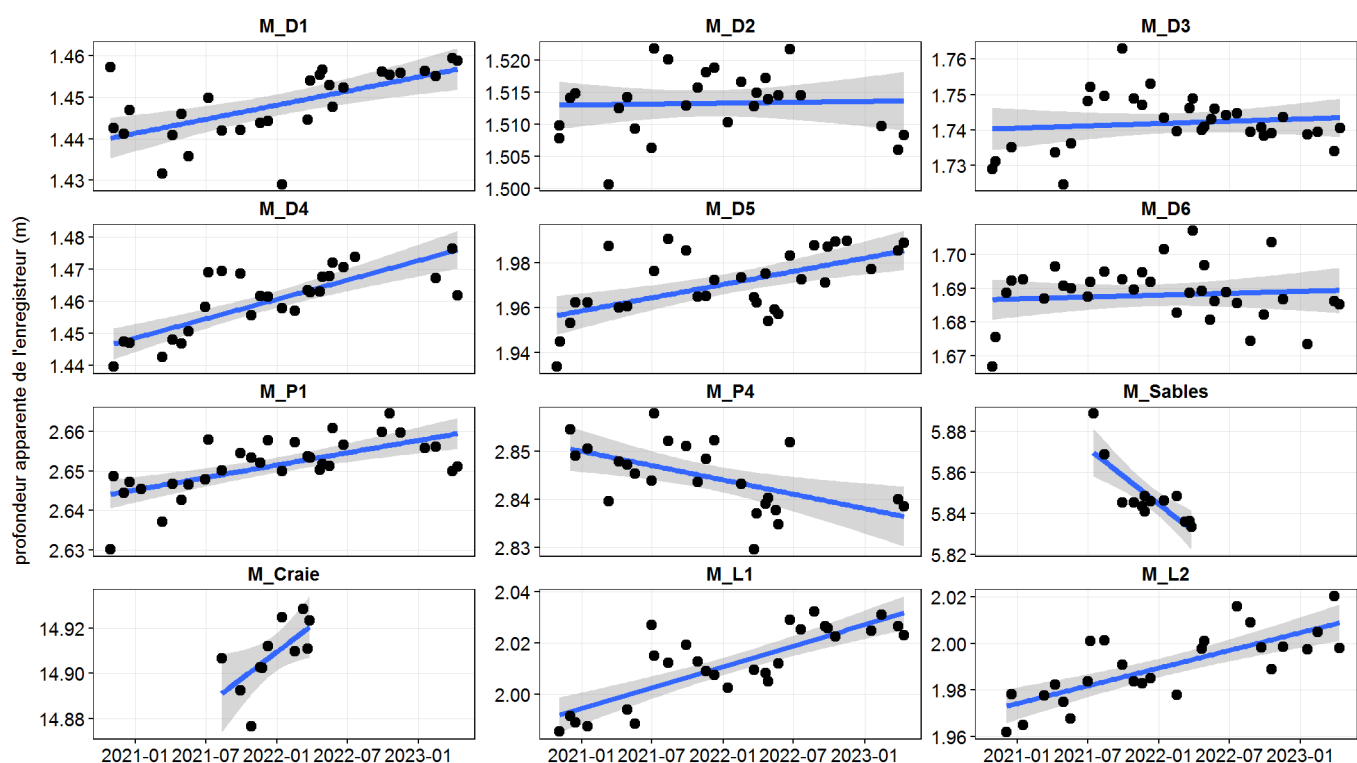 M_D1 M_D2 M_D3
1.46 1.520 1.76
1.45 1.515 1.75
1.44 1.510 1.74
1.43 1.505 1.73
1.500
M_D4 M_D5 M_D6
1.48 1.98 1.70
1.47 1.96 1.69
1.46 1.94 1.68
1.45 1.67
1.44
profondeur apparente de l'enregistreur (m)
M_P1 M_P4 M_Sables
2.66 2.85 5.88
2.65 2.84 5.86
2.64 2.83 5.84
2.63 5.82
M_Craie M_L1 M_L2
14.92 2.04 2.02
14.90 2.02 2.00
14.88 2.00 1.98
1.96
2021-01 2021-07 2022-01 2022-07 2023-01 2021-01 2021-07 2022-01 2022-07 2023-01 2021-01 2021-07 2022-01 2022-07 2023-01